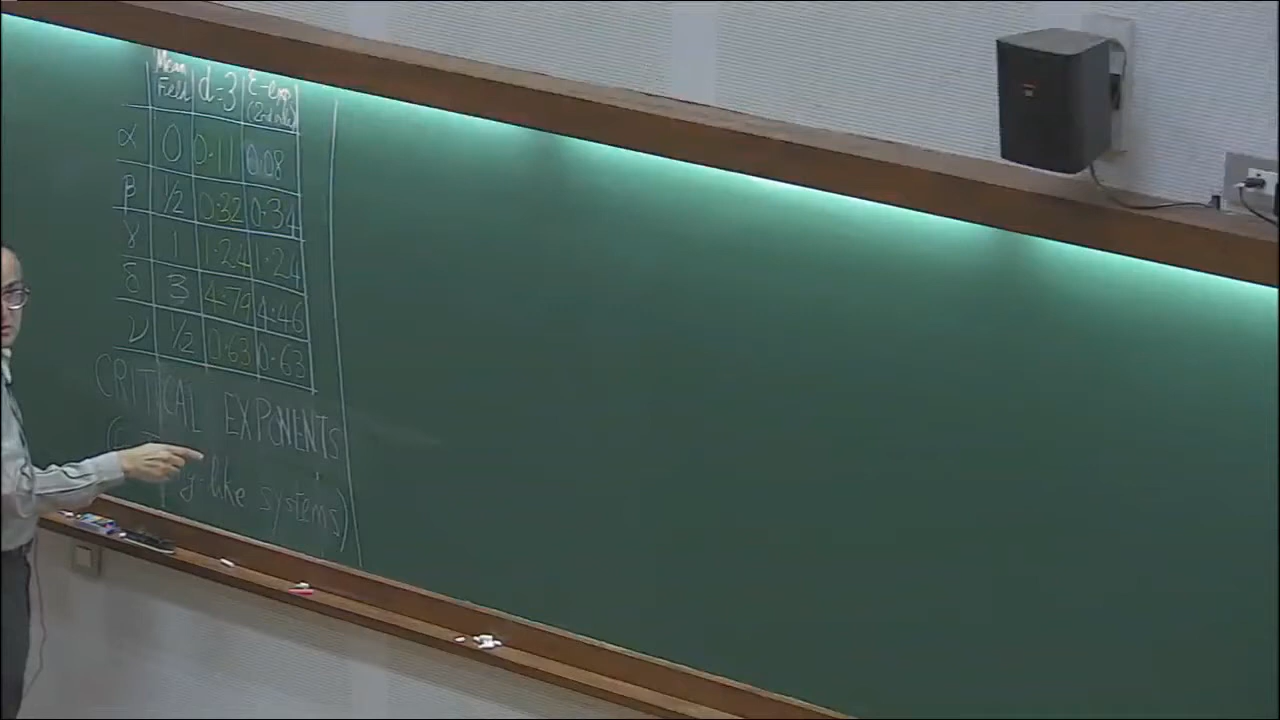 Mean Field d=3 ε-exp (2nd order)
α 0 0.11 0.08
β 1/2 0.32 0.34
γ 1 1.24 1.24
δ 3 4.79 4.46
ν 1/2 0.63 0.63
CRITICAL EXPONENTS
like systems)